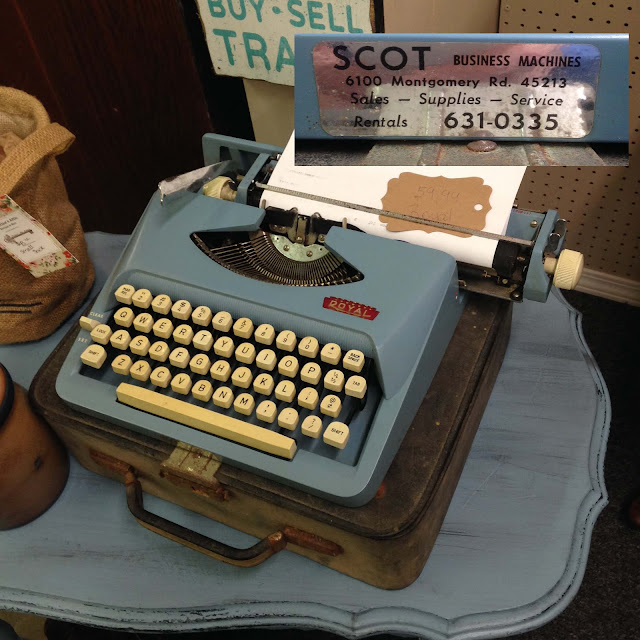 BUY • SELL
TRA
SCOT BUSINESS MACHINES
6100 Montgomery Rd. 45213
Sales — Supplies — Service
Rentals 631-0335
ROYAL
Q W E R T Y U I O P
A S D F G H J K L
Z X C V B N M